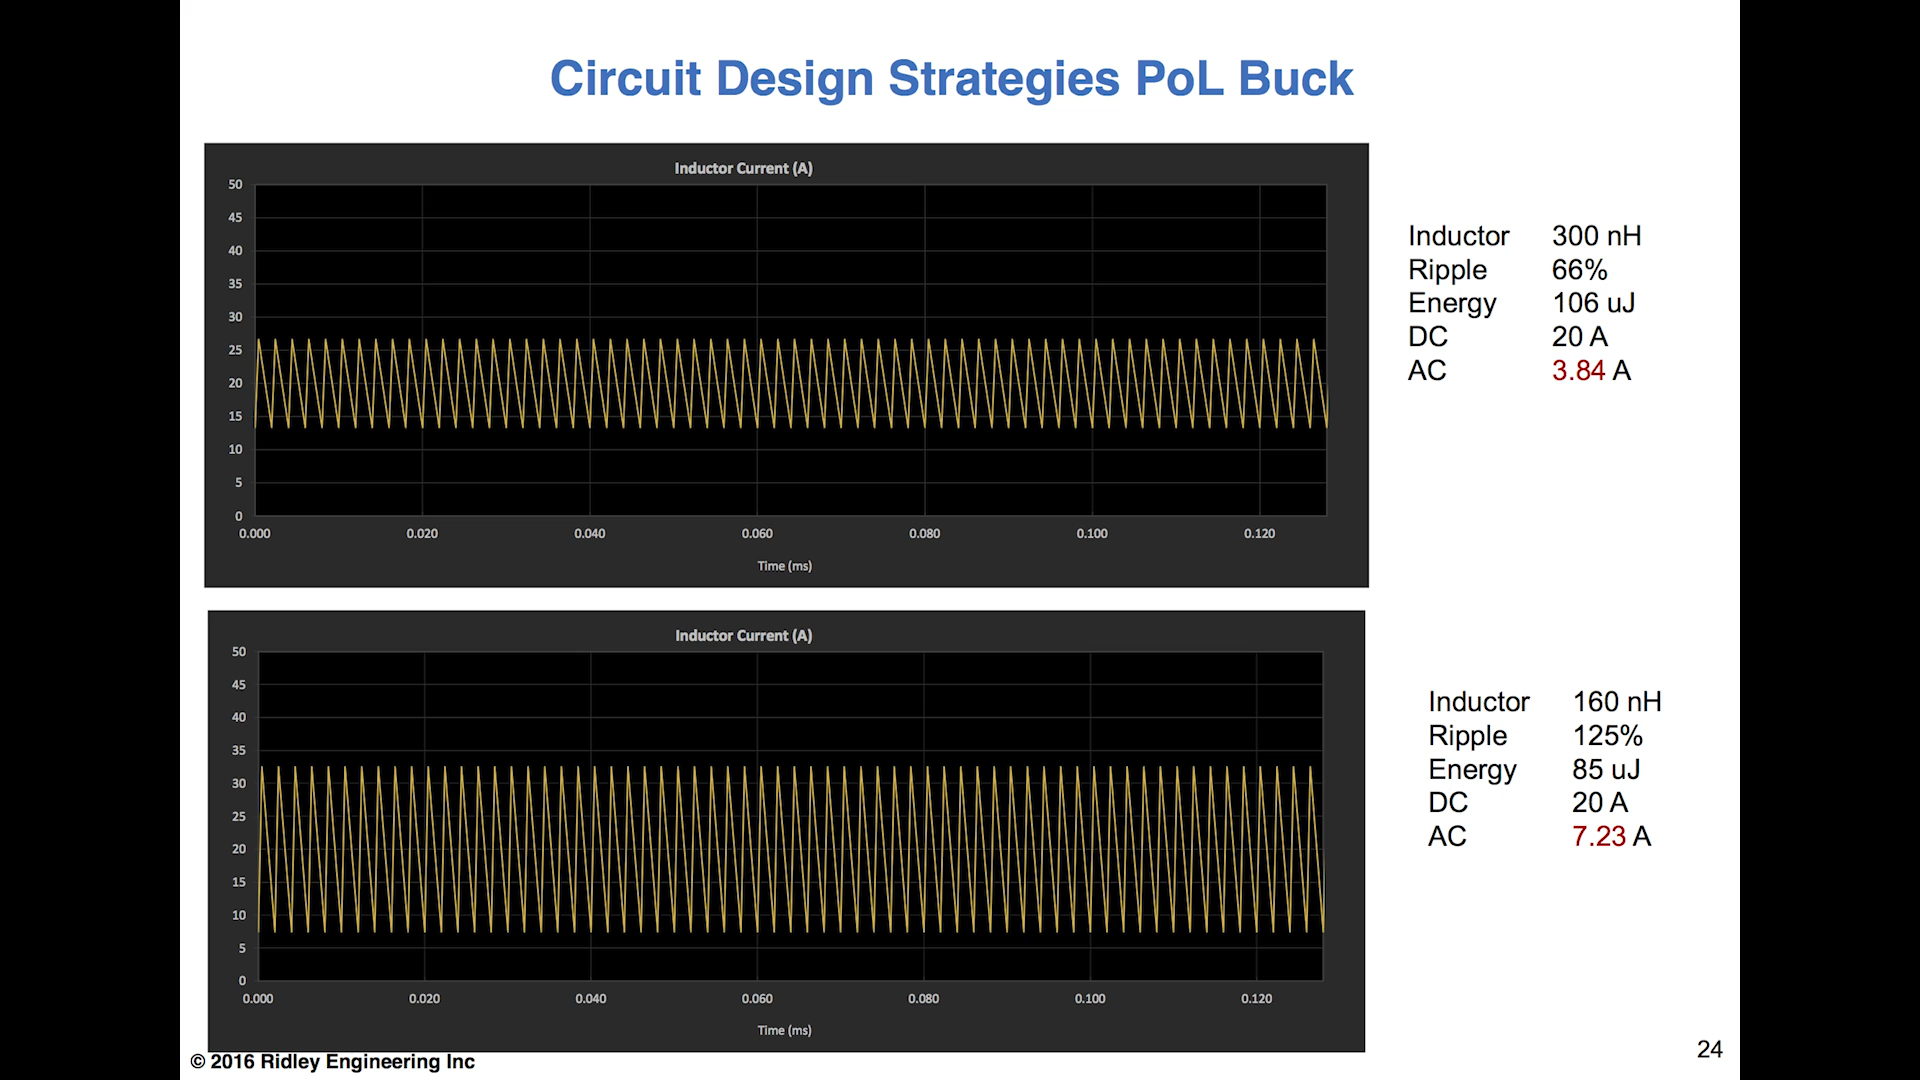 Circuit Design Strategies PoL Buck
Inductor Current (A)
50
45
40
35
30
25
20
15
10
5
0
0.000 0.020 0.040 0.060 0.080 0.100 0.120
Time (ms)
Inductor 300 nH
Ripple 66%
Energy 106 uJ
DC 20 A
AC 3.84 A
Inductor Current (A)
50
45
40
35
30
25
20
15
10
5
0
0.000 0.020 0.040 0.060 0.080 0.100 0.120
Time (ms)
Inductor 160 nH
Ripple 125%
Energy 85 uJ
DC 20 A
AC 7.23 A
© 2016 Ridley Engineering Inc
24